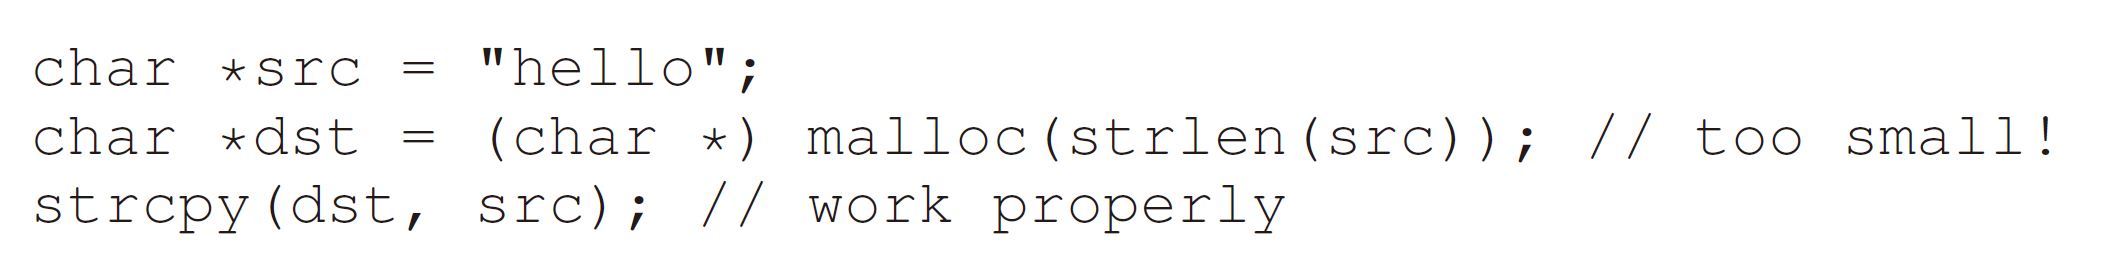 char *src = "hello";
char *dst = (char *) malloc(strlen(src)); // too small!
strcpy(dst, src); // work properly